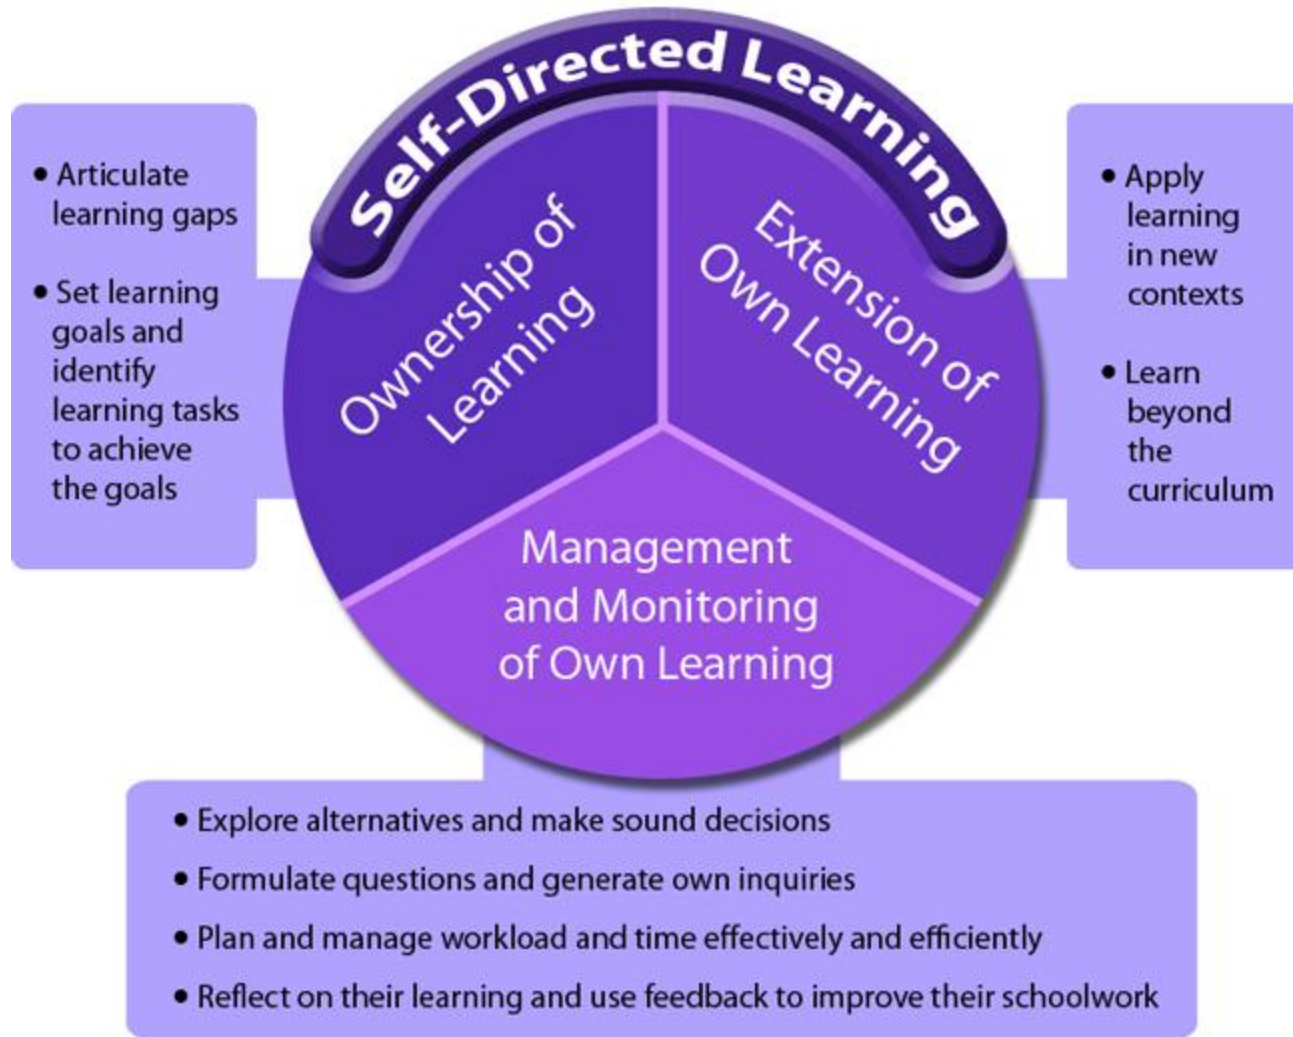 Self-Directed Learning
• Articulate
learning gaps
• Set learning
goals and
identify
learning tasks
to achieve
the goals
Ownership of
Learning
Extension of
Own Learning
• Apply
learning
in new
contexts
• Learn
beyond
the
curriculum
Management
and Monitoring
of Own Learning
• Explore alternatives and make sound decisions
• Formulate questions and generate own inquiries
• Plan and manage workload and time effectively and efficiently
• Reflect on their learning and use feedback to improve their schoolwork